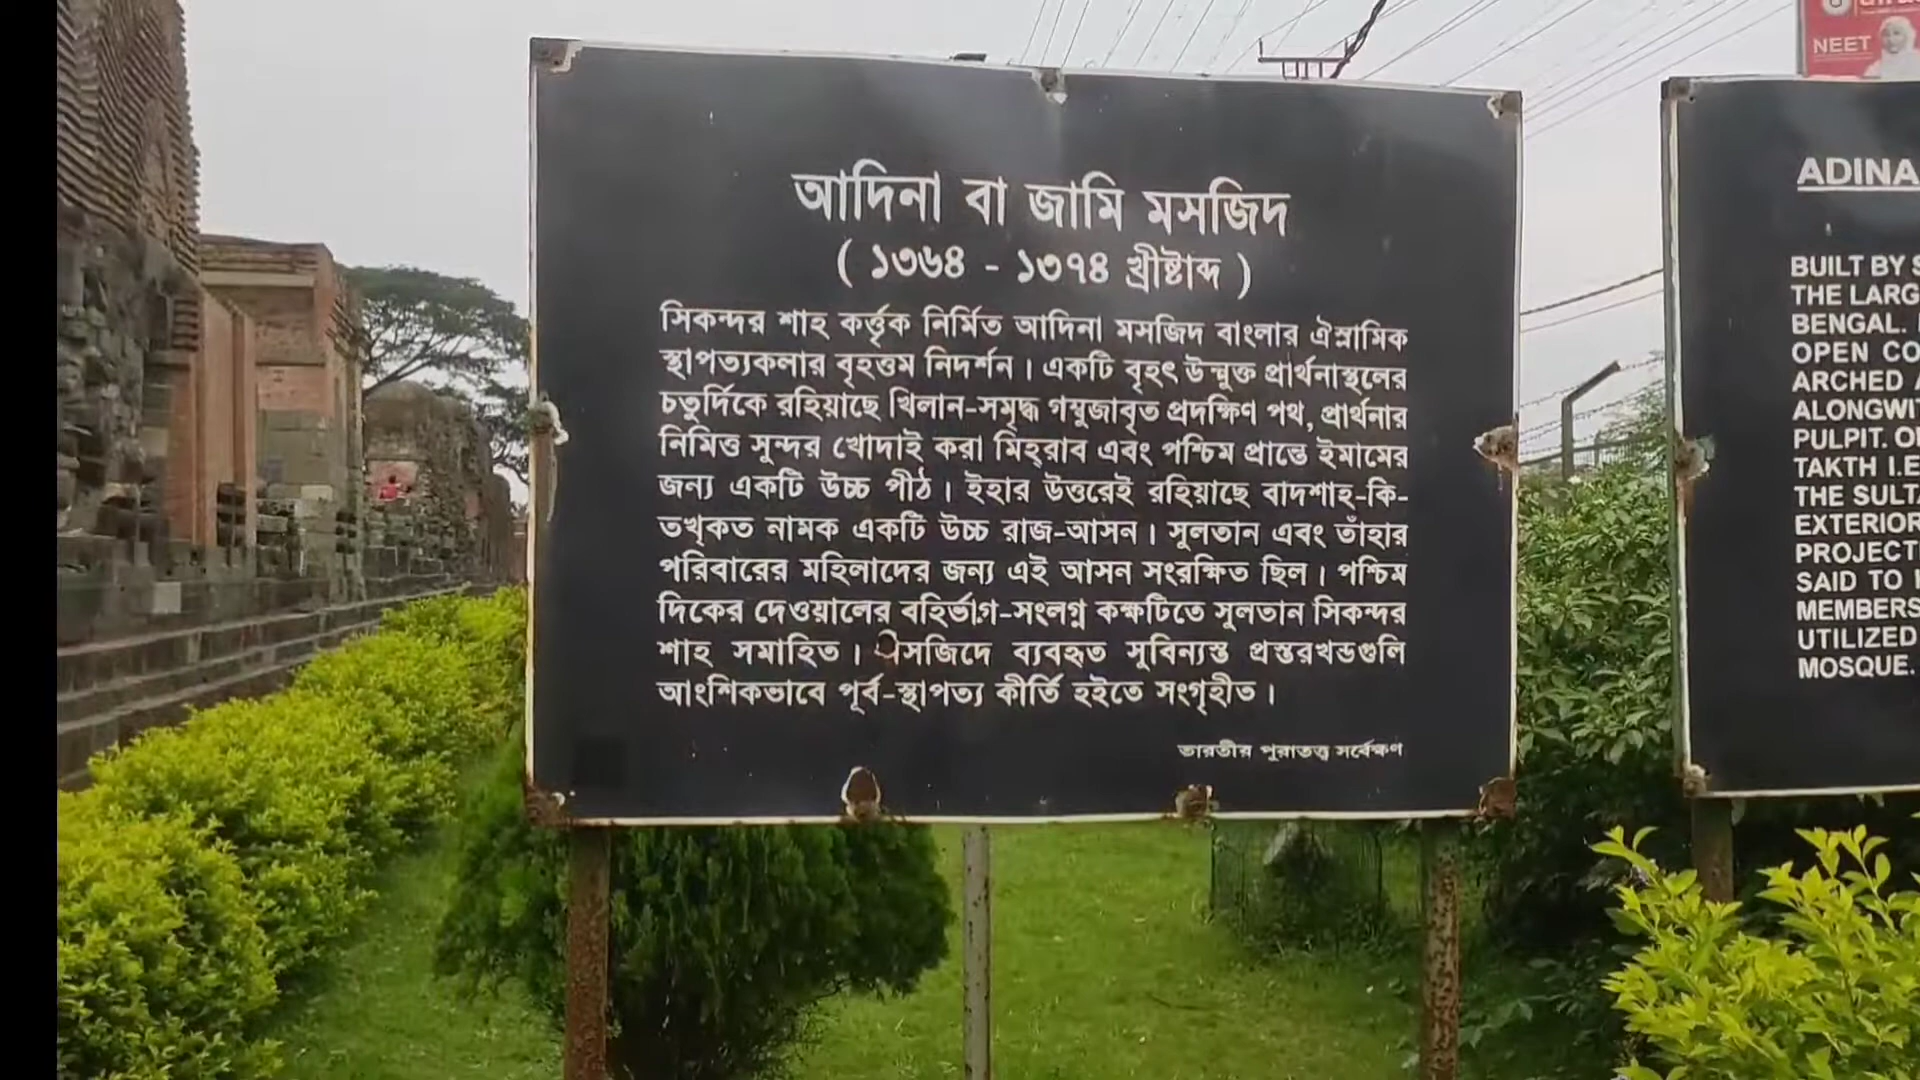 আদিনা বা জামি মসজিদ
( ১৩৬৪ - ১৩৭৪ খ্রীষ্টাব্দ )
সিকন্দর শাহ কর্ত্তৃক নির্মিত আদিনা মসজিদ বাংলার ঐস্লামিক
স্থাপত্যকলার বৃহত্তম নিদর্শন । একটি বৃহৎ উন্মুক্ত প্রার্থনাস্থলের
চতুর্দিকে রহিয়াছে খিলান-সমৃদ্ধ গম্বুজাবৃত প্রদক্ষিণ পথ, প্রার্থনার
নিমিত্ত সুন্দর খোদাই করা মিহ্‌রাব এবং পশ্চিম প্রান্তে ইমামের
জন্য একটি উচ্চ পীঠ । ইহার উত্তরেই রহিয়াছে বাদশাহ-কি-
তখ্‌কত নামক একটি উচ্চ রাজ-আসন । সুলতান এবং তাঁহার
পরিবারের মহিলাদের জন্য এই আসন সংরক্ষিত ছিল । পশ্চিম
দিকের দেওয়ালের বহির্ভাগ-সংলগ্ন কক্ষটিতে সুলতান সিকন্দর
শাহ সমাহিত । মসজিদে ব্যবহৃত সুবিন্যস্ত প্রস্তরখন্ডগুলি
আংশিকভাবে পূর্ব-স্থাপত্য কীর্তি হইতে সংগৃহীত ।
ভারতীর পুরাতত্ত্ব সর্বেক্ষণ
NEET
ADINA
BUILT BY
THE LARG
BENGAL.
OPEN CO
ARCHED
ALONGWI
PULPIT.
TAKTH I.E
THE SULTA
EXTERIOR
PROJECT
SAID TO
MEMBERS
UTILIZED
MOSQUE.